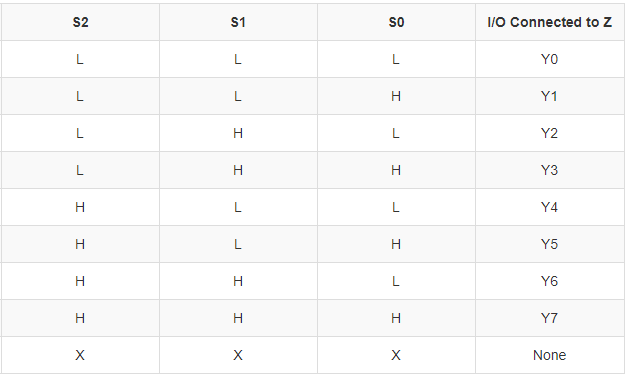 S2 S1 S0 I/O Connected to Z
L L L Y0
L L H Y1
L H L Y2
L H H Y3
H L L Y4
H L H Y5
H H L Y6
H H H Y7
X X X None